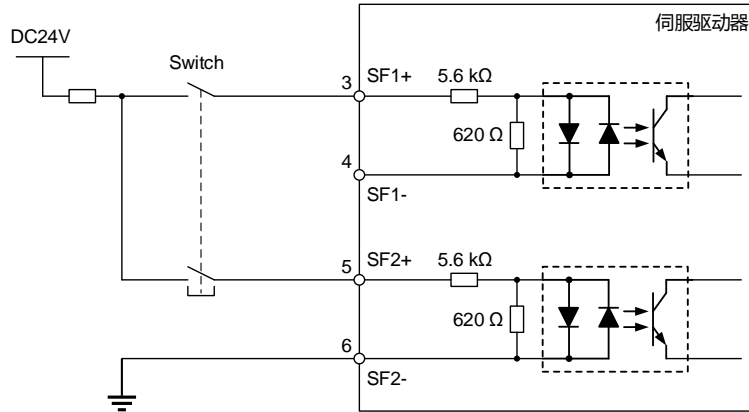 伺服驱动器
DC24V
Switch
3
SF1+
5.6 kΩ
620 Ω
4
SF1-
5
SF2+
5.6 kΩ
620 Ω
6
SF2-